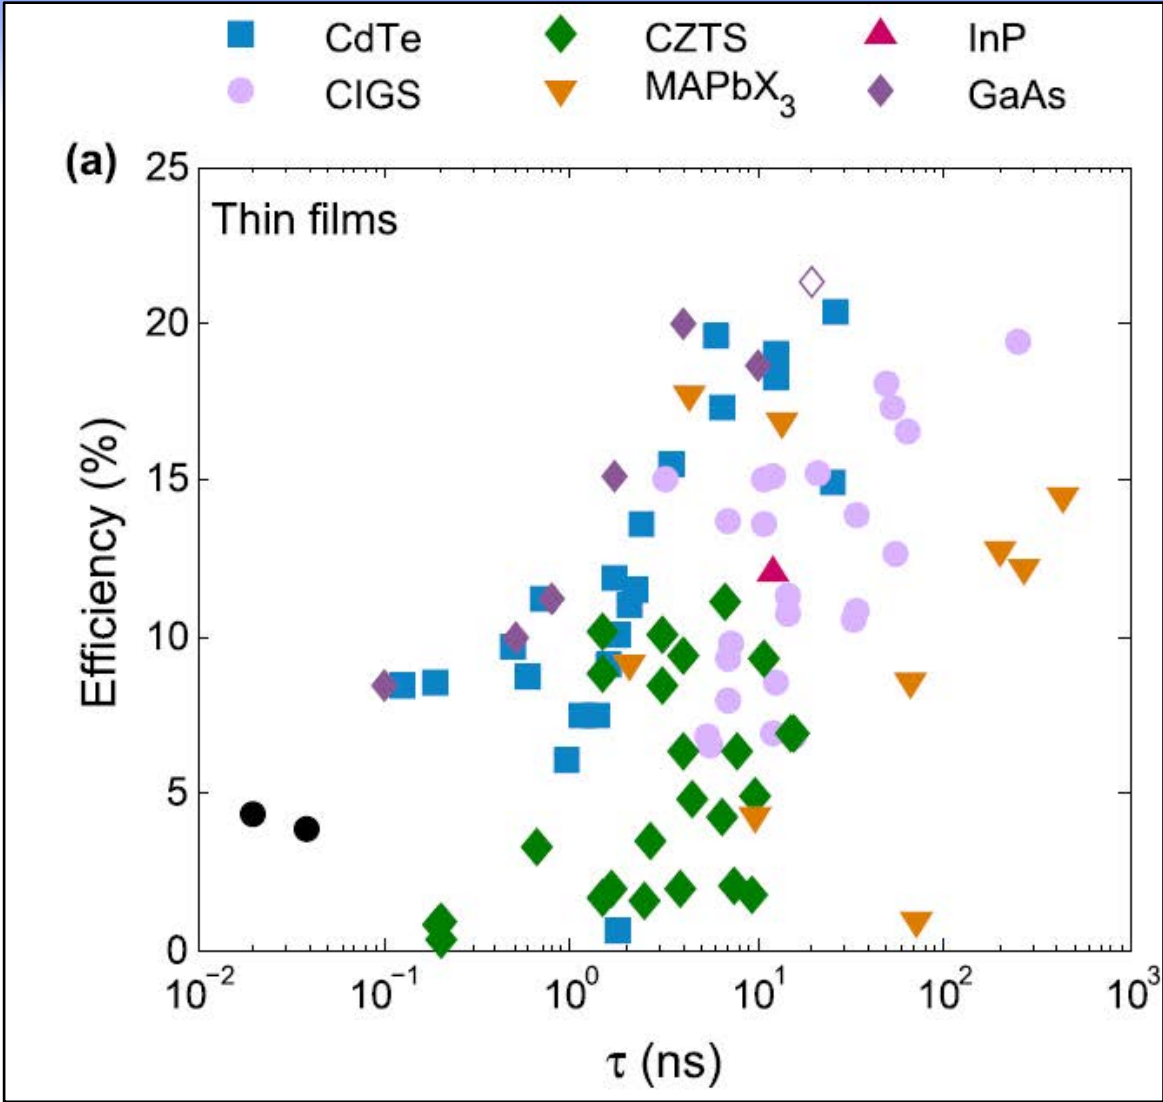 CdTe CZTS InP
CIGS MAPbX₃ GaAs
(a)
Thin films
25
20
15
10
5
0
Efficiency (%)
10⁻² 10⁻¹ 10⁰ 10¹ 10² 10³
τ (ns)